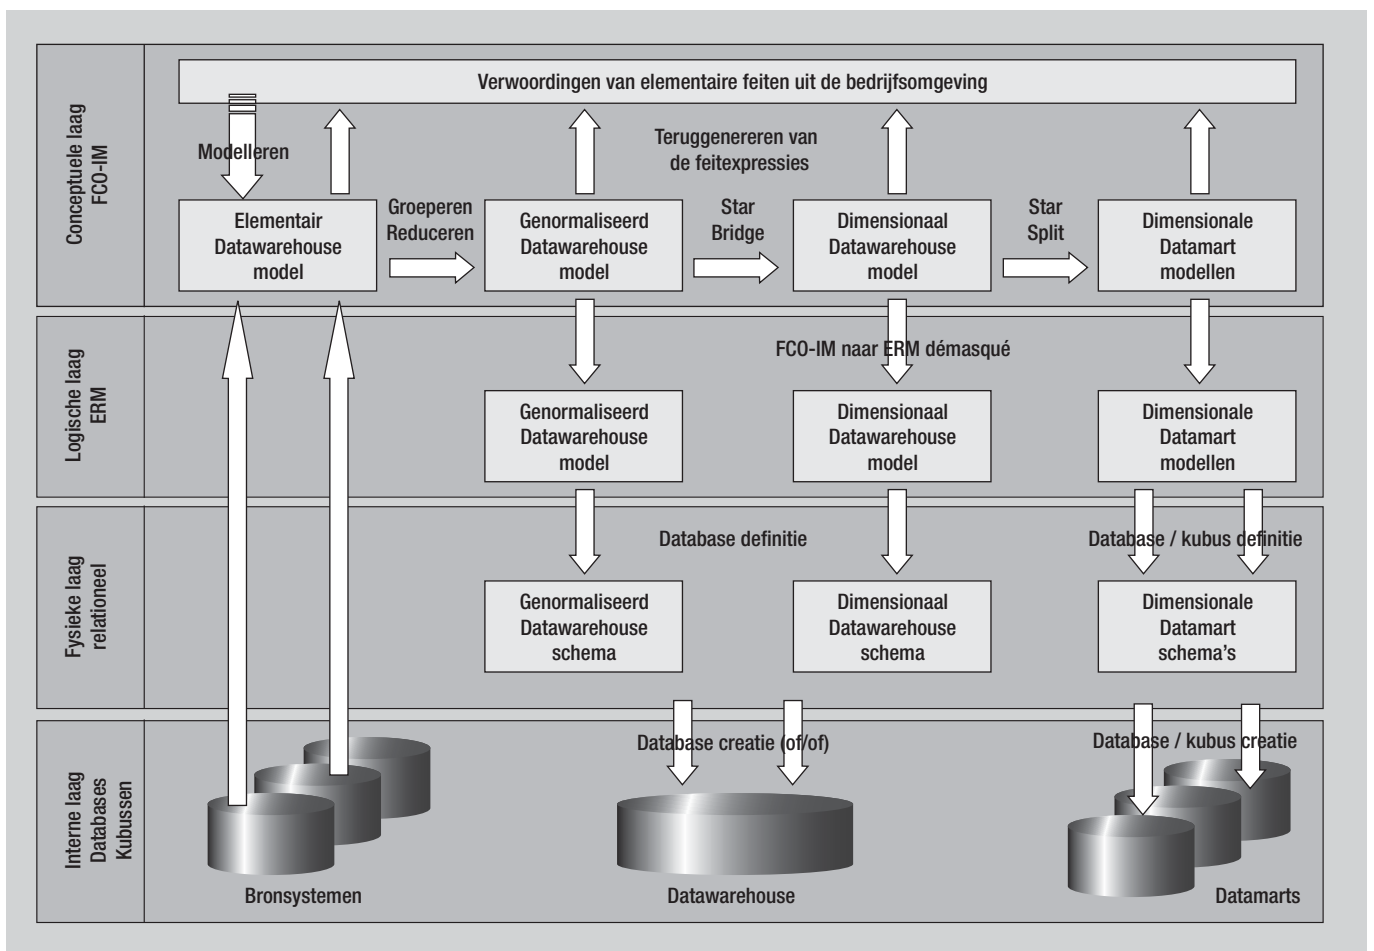 Conceptuele laag
FCO-IM
Verwoordingen van elementaire feiten uit de bedrijfsomgeving
Modelleren
Teruggenereren van
de feitexpressies
Elementair
Datawarehouse
model
Groeperen
Reduceren
Genormaliseerd
Datawarehouse
model
Star
Bridge
Dimensionaal
Datawarehouse
model
Star
Split
Dimensionale
Datamart
modellen
Logische laag
ERM
FCO-IM naar ERM démasqué
Genormaliseerd
Datawarehouse
model
Dimensionaal
Datawarehouse
model
Dimensionale
Datamart
modellen
Fysieke laag
relationeel
Database definitie
Database / kubus definitie
Genormaliseerd
Datawarehouse
schema
Dimensionaal
Datawarehouse
schema
Dimensionale
Datamart
schema's
Interne laag
Databases
Kubussen
Database creatie (of/of)
Database / kubus creatie
Bronsystemen
Datawarehouse
Datamarts